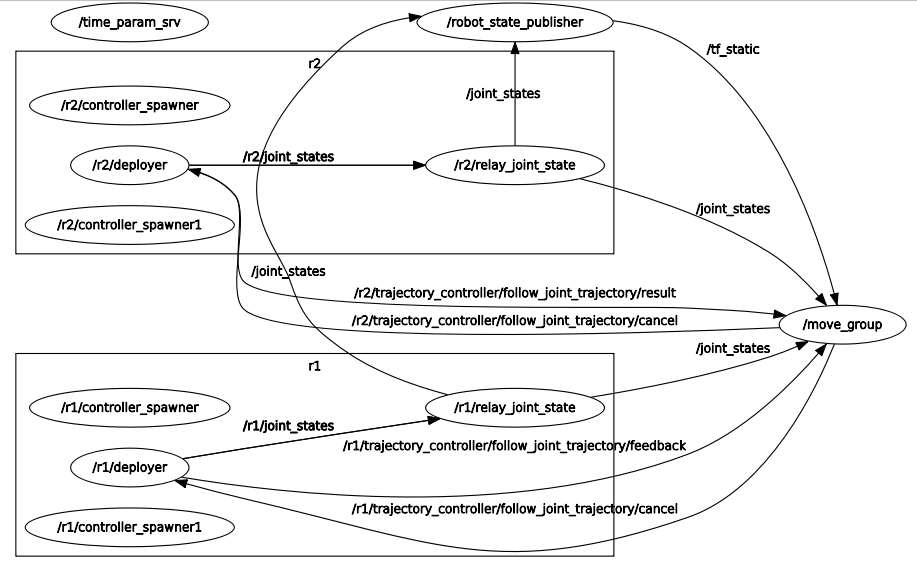 /time_param_srv
/robot_state_publisher
/tf_static
r2
/r2/controller_spawner
/joint_states
/r2/deployer
/r2/joint_states
/r2/relay_joint_state
/r2/controller_spawner1
/joint_states
/joint_states
/r2/trajectory_controller/follow_joint_trajectory/result
/r2/trajectory_controller/follow_joint_trajectory/cancel
/move_group
/joint_states
r1
/r1/controller_spawner
/r1/relay_joint_state
/r1/joint_states
/r1/trajectory_controller/follow_joint_trajectory/feedback
/r1/deployer
/r1/trajectory_controller/follow_joint_trajectory/cancel
/r1/controller_spawner1